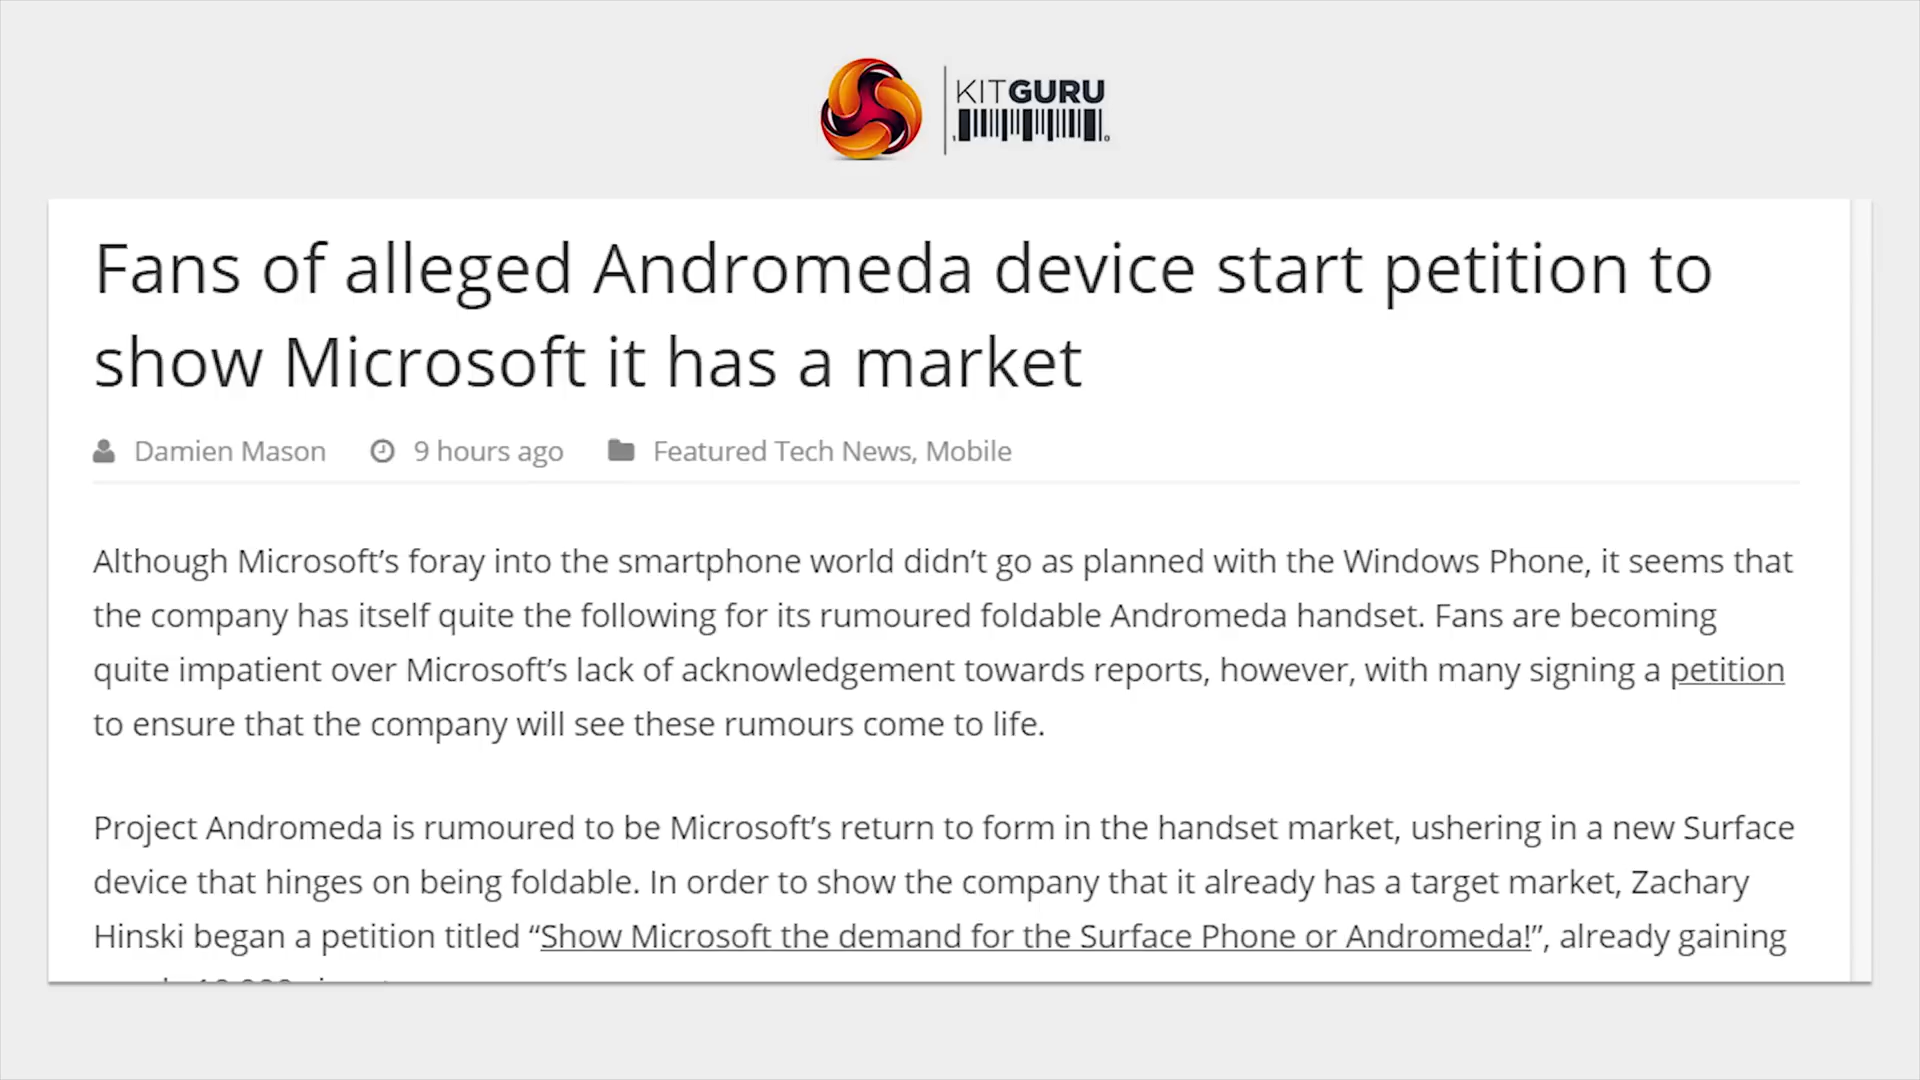 KITGURU
Fans of alleged Andromeda device start petition to
show Microsoft it has a market
Damien Mason 9 hours ago Featured Tech News, Mobile
Although Microsoft’s foray into the smartphone world didn’t go as planned with the Windows Phone, it seems that
the company has itself quite the following for its rumoured foldable Andromeda handset. Fans are becoming
quite impatient over Microsoft’s lack of acknowledgement towards reports, however, with many signing a petition
to ensure that the company will see these rumours come to life.
Project Andromeda is rumoured to be Microsoft’s return to form in the handset market, ushering in a new Surface
device that hinges on being foldable. In order to show the company that it already has a target market, Zachary
Hinski began a petition titled “Show Microsoft the demand for the Surface Phone or Andromeda!”, already gaining